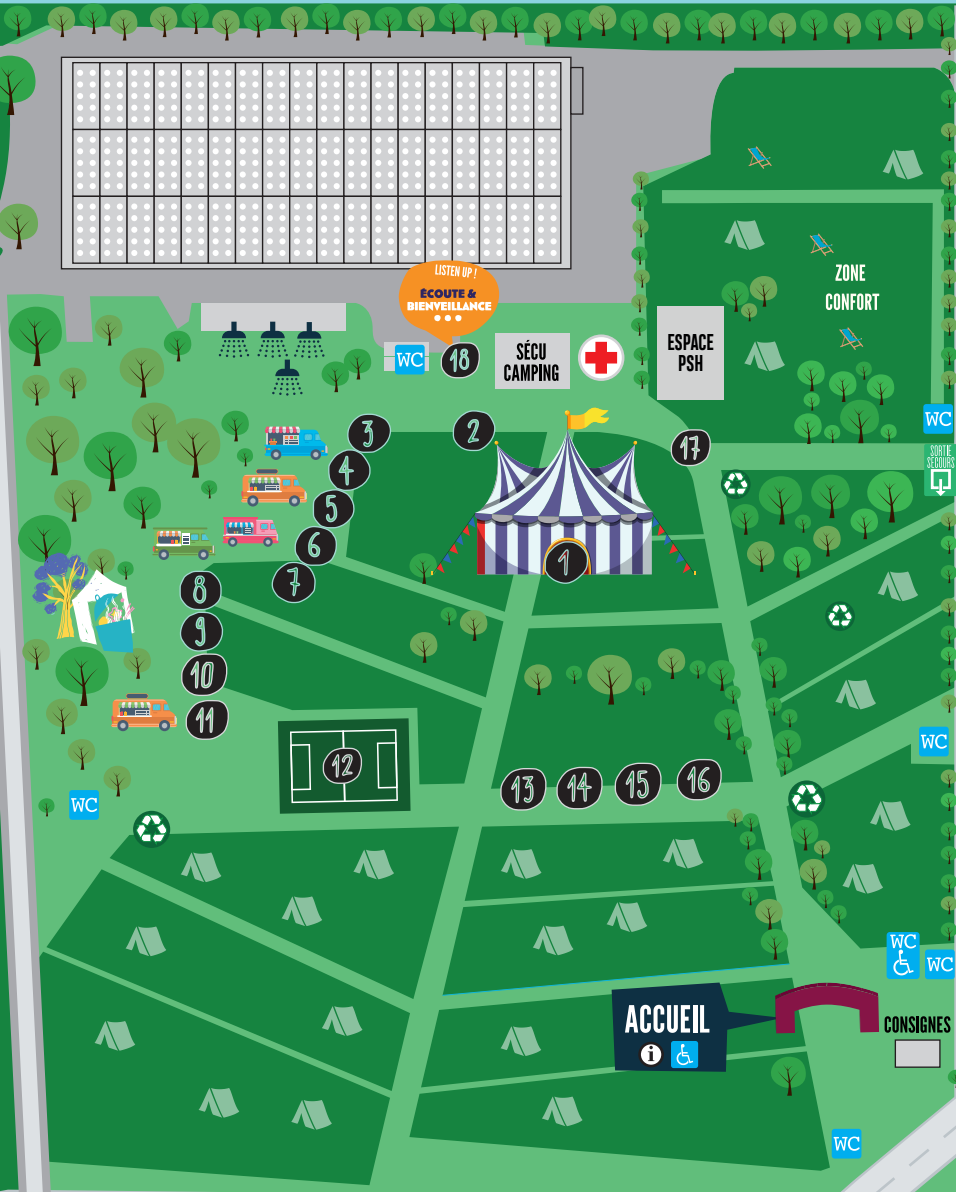 LISTEN UP !
ÉCOUTE &
BIENVEILLANCE
ZONE
CONFORT
WC
18
SÉCU
CAMPING
ESPACE
PSH
WC
3
2
17
4
SORTIE
SECOURS
5
6
1
7
8
9
10
11
12
WC
13
14
15
16
WC
WC
WC
ACCUEIL
i
CONSIGNES
WC